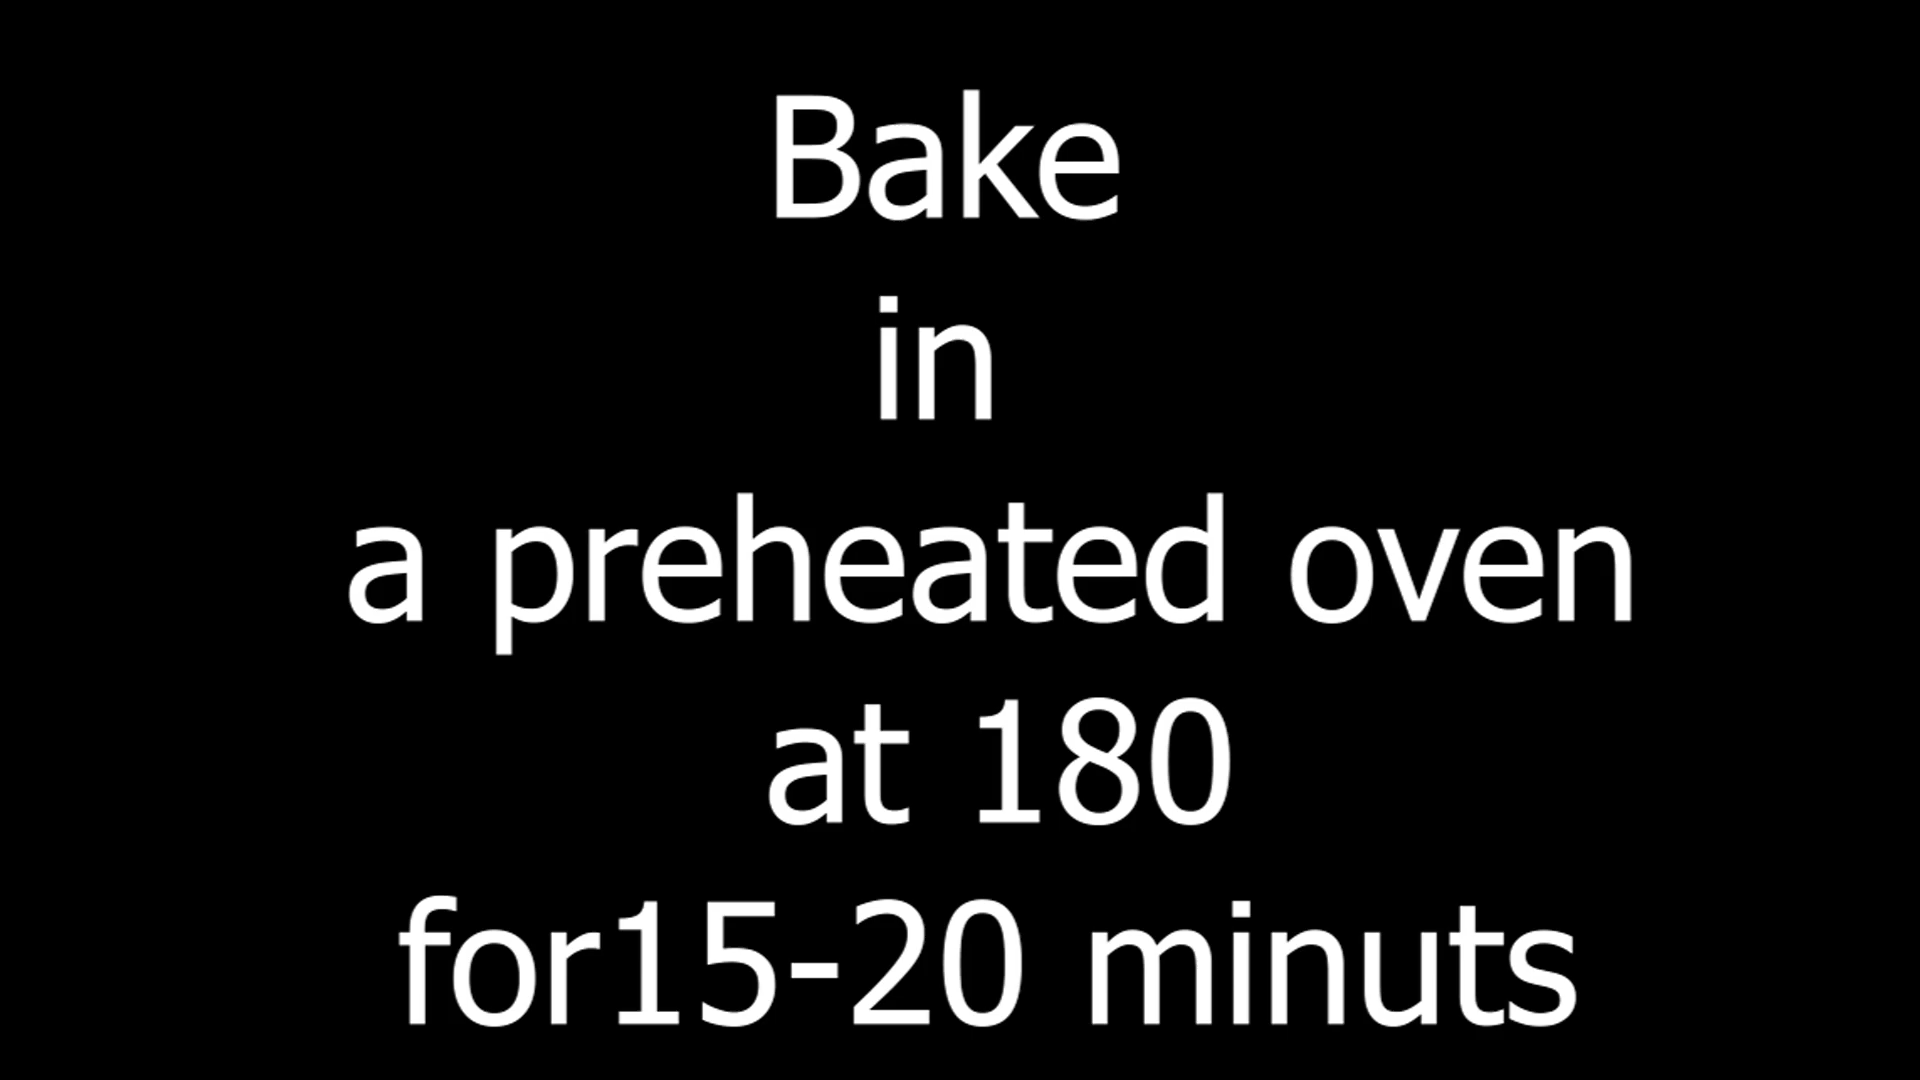 Bake
in
a preheated oven
at 180
for15-20 minuts